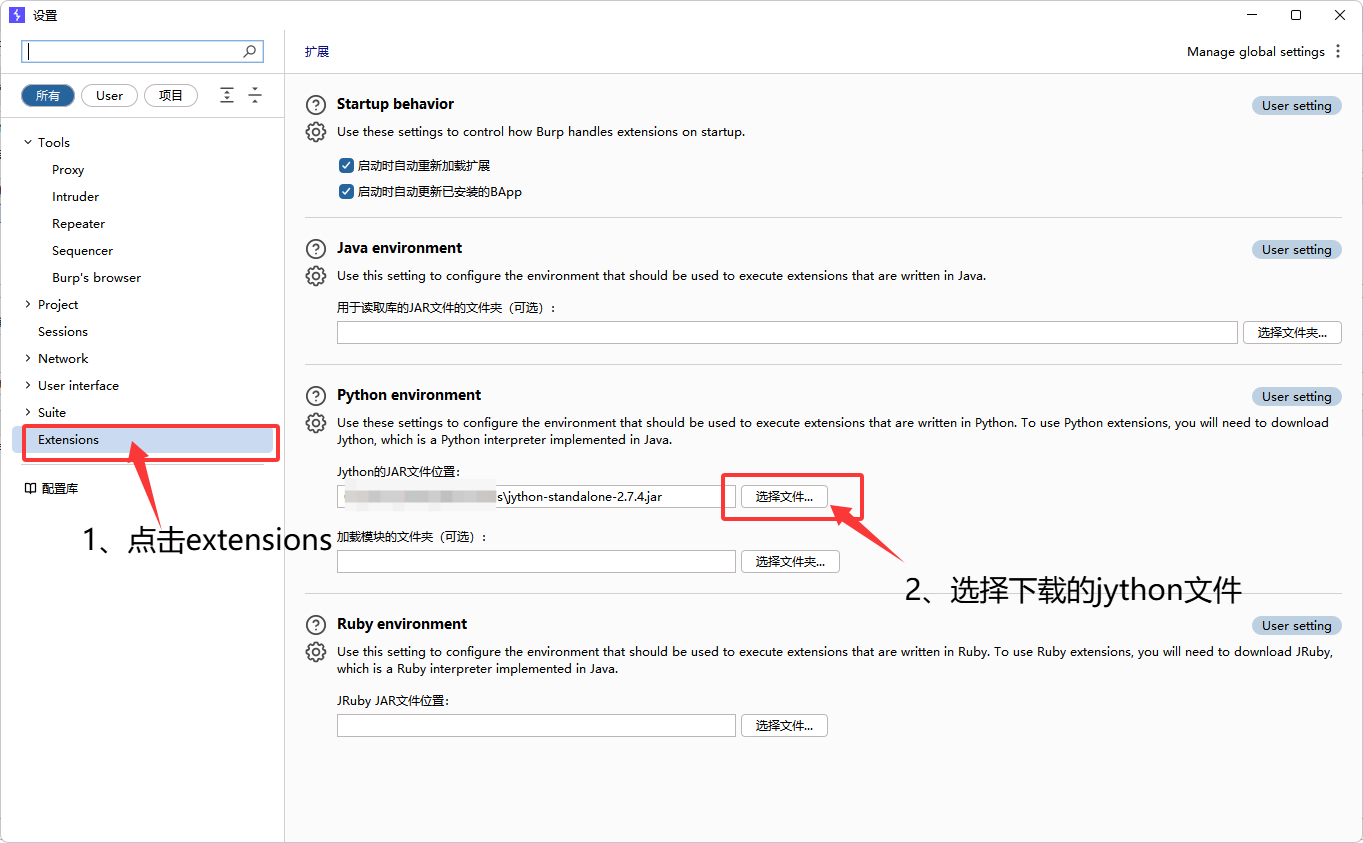 设置
扩展
Manage global settings
所有
User
项目
Tools
Proxy
Intruder
Repeater
Sequencer
Burp's browser
Project
Sessions
Network
User interface
Suite
Extensions
配置库
1、点击extensions
Startup behavior
User setting
Use these settings to control how Burp handles extensions on startup.
启动时自动重新加载扩展
启动时自动更新已安装的BApp
Java environment
User setting
Use this setting to configure the environment that should be used to execute extensions that are written in Java.
用于读取库的JAR文件的文件夹（可选）:
选择文件夹...
Python environment
User setting
Use these settings to configure the environment that should be used to execute extensions that are written in Python. To use Python extensions, you will need to download
Jython, which is a Python interpreter implemented in Java.
Jython的JAR文件位置:
s\jython-standalone-2.7.4.jar
选择文件...
加载模块的文件夹（可选）:
选择文件夹...
2、选择下载的jython文件
Ruby environment
User setting
Use this setting to configure the environment that should be used to execute extensions that are written in Ruby. To use Ruby extensions, you will need to download JRuby,
which is a Ruby interpreter implemented in Java.
JRuby JAR文件位置:
选择文件...